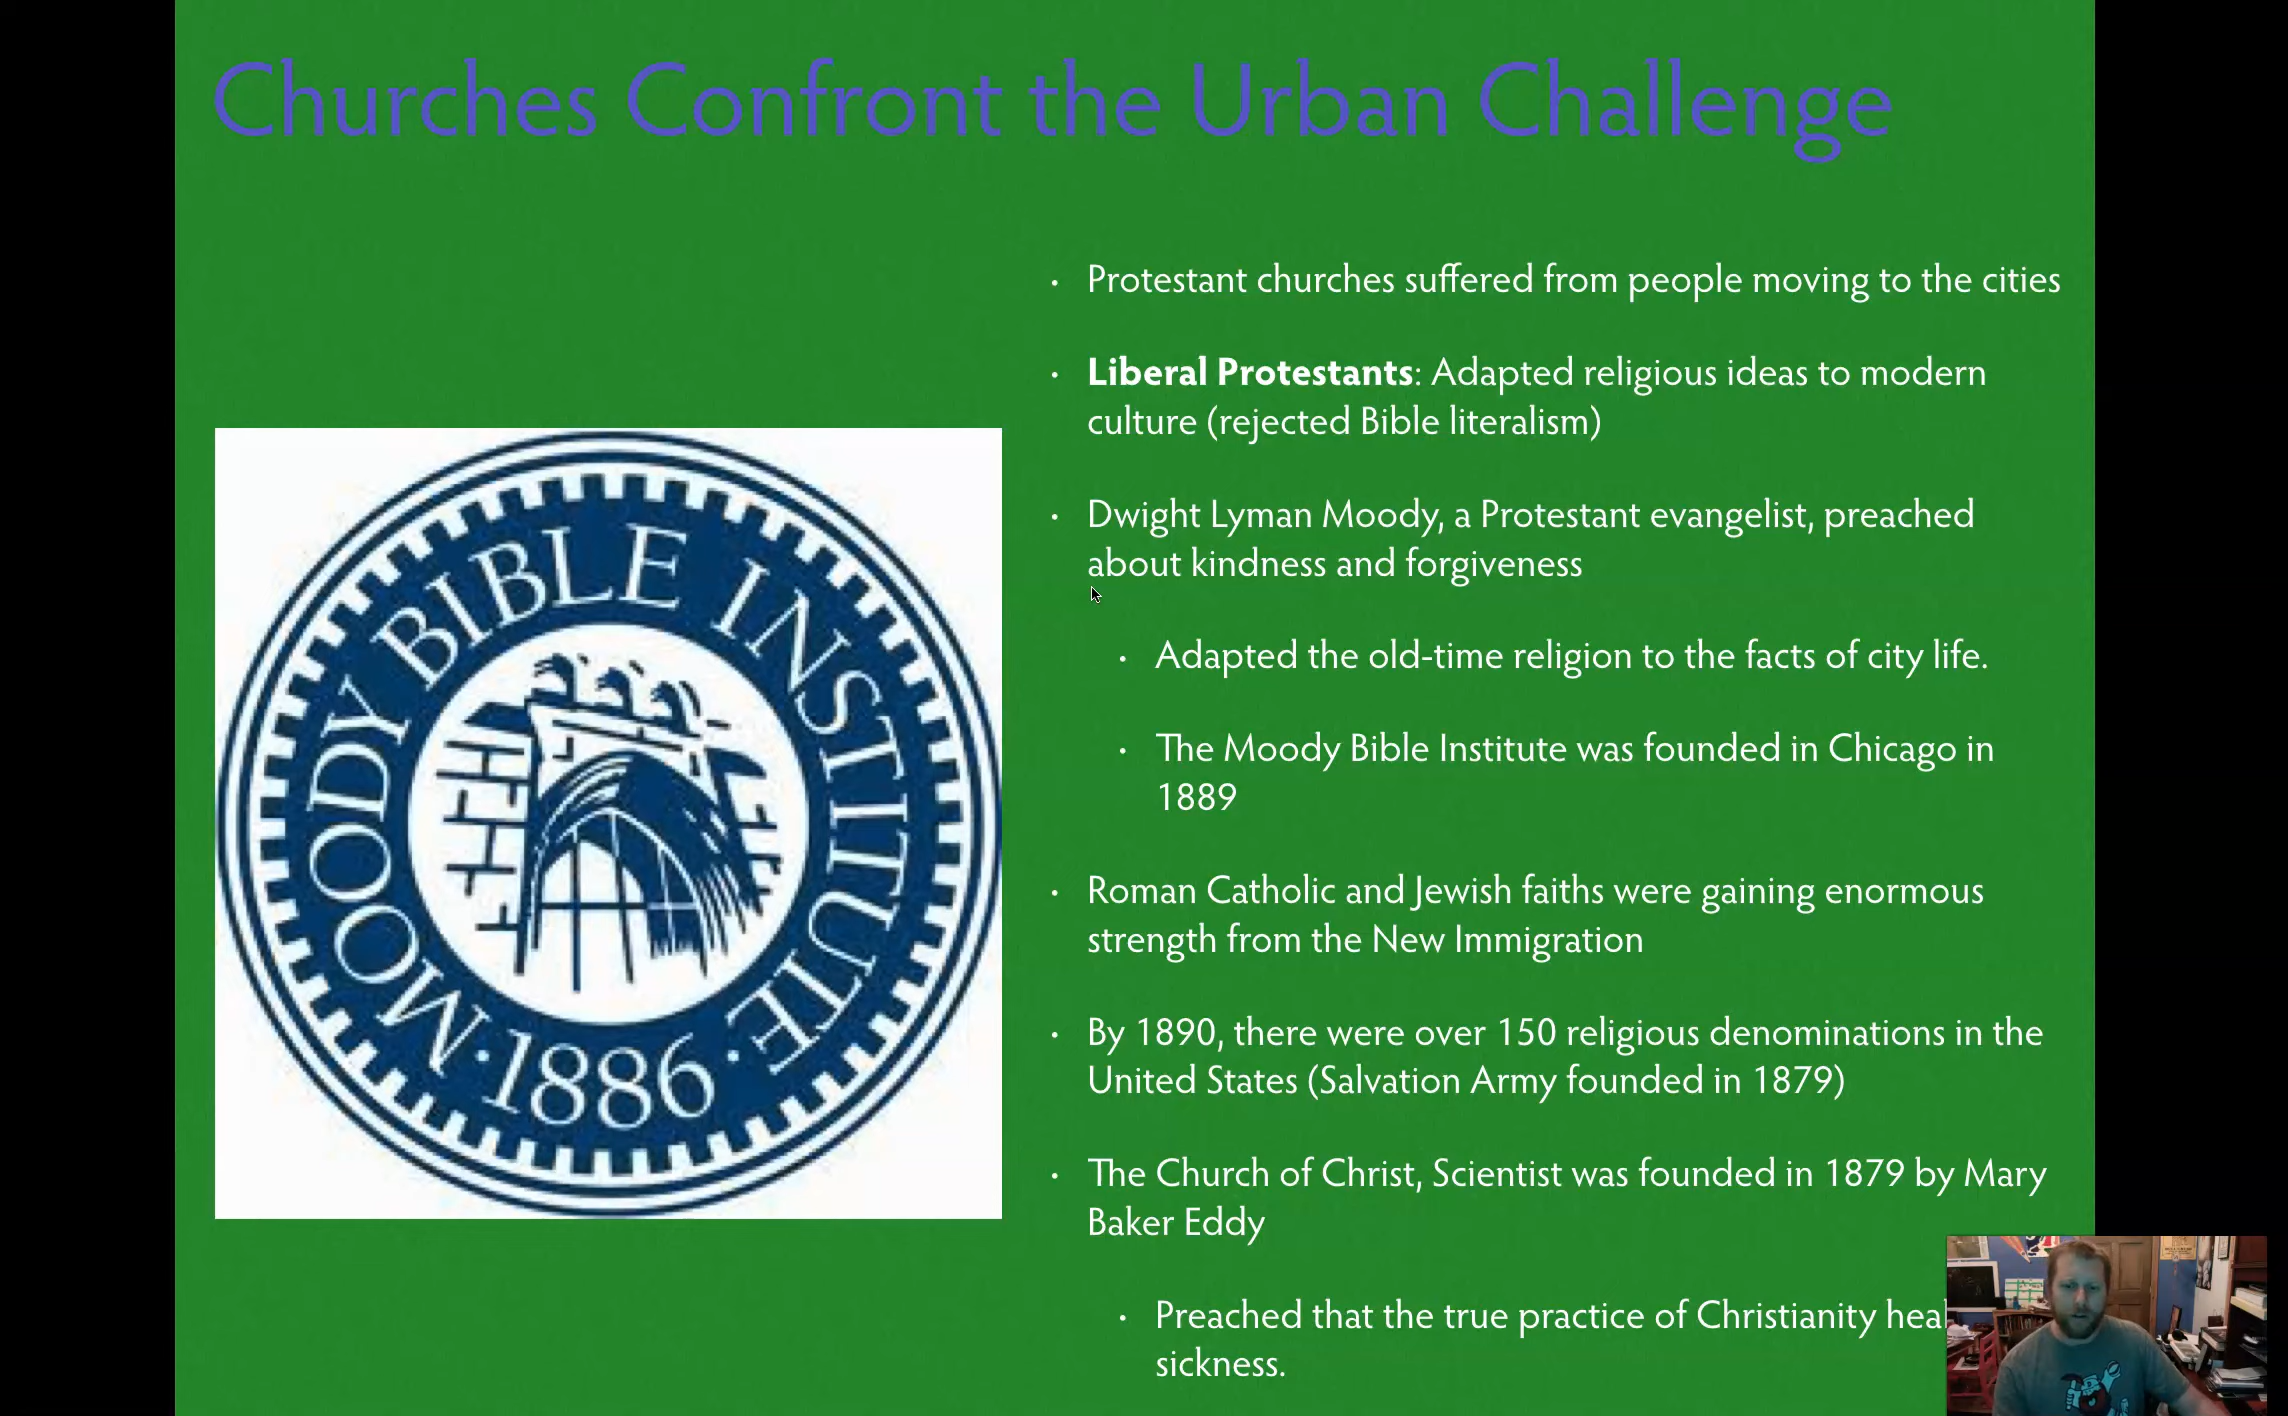 Churches Confront the Urban Challenge
• Protestant churches suffered from people moving to the cities
• Liberal Protestants: Adapted religious ideas to modern
culture (rejected Bible literalism)
• Dwight Lyman Moody, a Protestant evangelist, preached
about kindness and forgiveness
• Adapted the old-time religion to the facts of city life.
• The Moody Bible Institute was founded in Chicago in
1889
• Roman Catholic and Jewish faiths were gaining enormous
strength from the New Immigration
• By 1890, there were over 150 religious denominations in the
United States (Salvation Army founded in 1879)
• The Church of Christ, Scientist was founded in 1879 by Mary
Baker Eddy
• Preached that the true practice of Christianity
sickness.
MOODY BIBLE INSTITUTE
·1886·